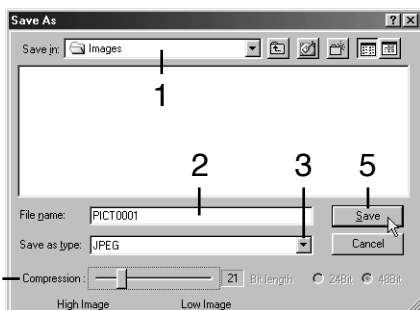 Save As
Save in: Images
1
2 3 5
File name: PICT0001 Save
Save as type: JPEG Cancel
Compression : 21 Bit length 24Bit 48Bit
High Image Low Image